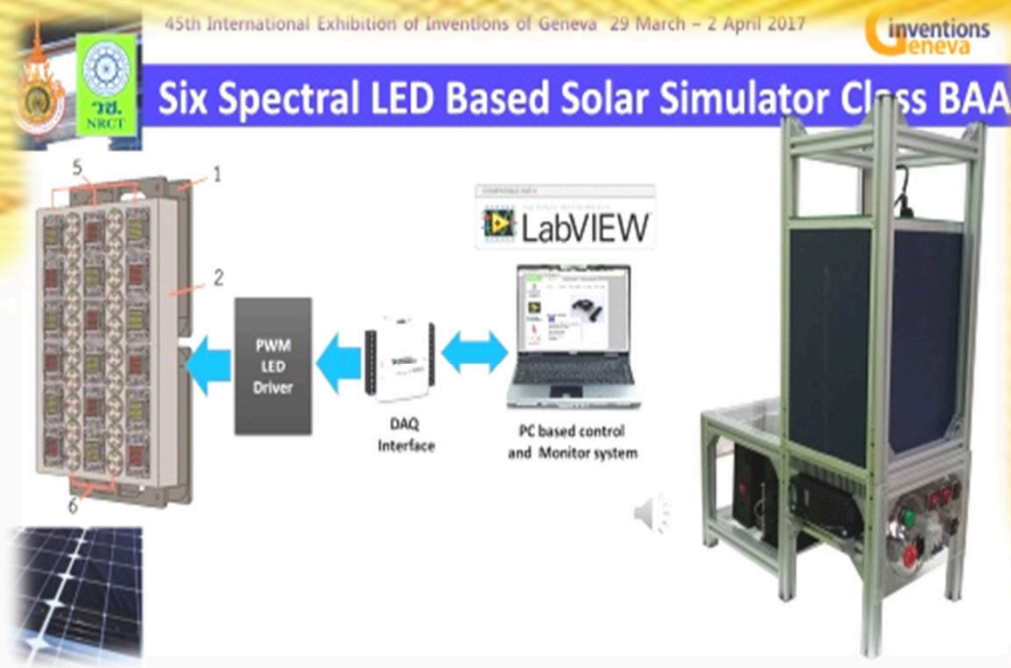 45th International Exhibition of Inventions of Geneva 29 March – 2 April 2017
inventions
Geneva
วช.
NRCT
Six Spectral LED Based Solar Simulator Class BAA
5
1
2
6
PWM
LED
Driver
DAQ
Interface
COMPATIBLE WITH
LabVIEW
PC based control
and Monitor system